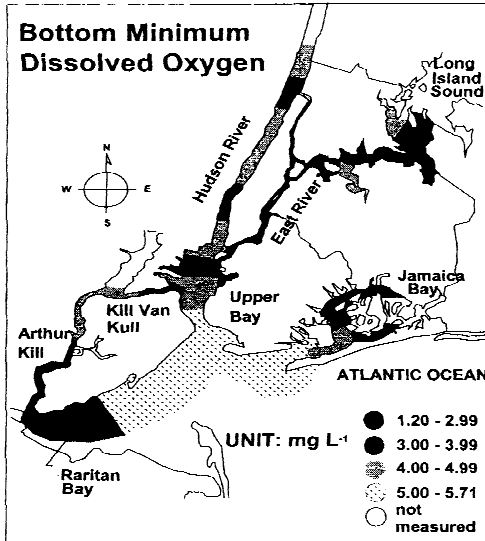 Bottom Minimum
Dissolved Oxygen
Long
Island
Sound
Hudson River
N
W E
S
East River
Jamaica
Bay
Upper
Bay
Kill Van
Kull
Arthur
Kill
ATLANTIC OCEAN
UNIT: mg L-1
1.20 - 2.99
3.00 - 3.99
4.00 - 4.99
5.00 - 5.71
not
measured
Raritan
Bay